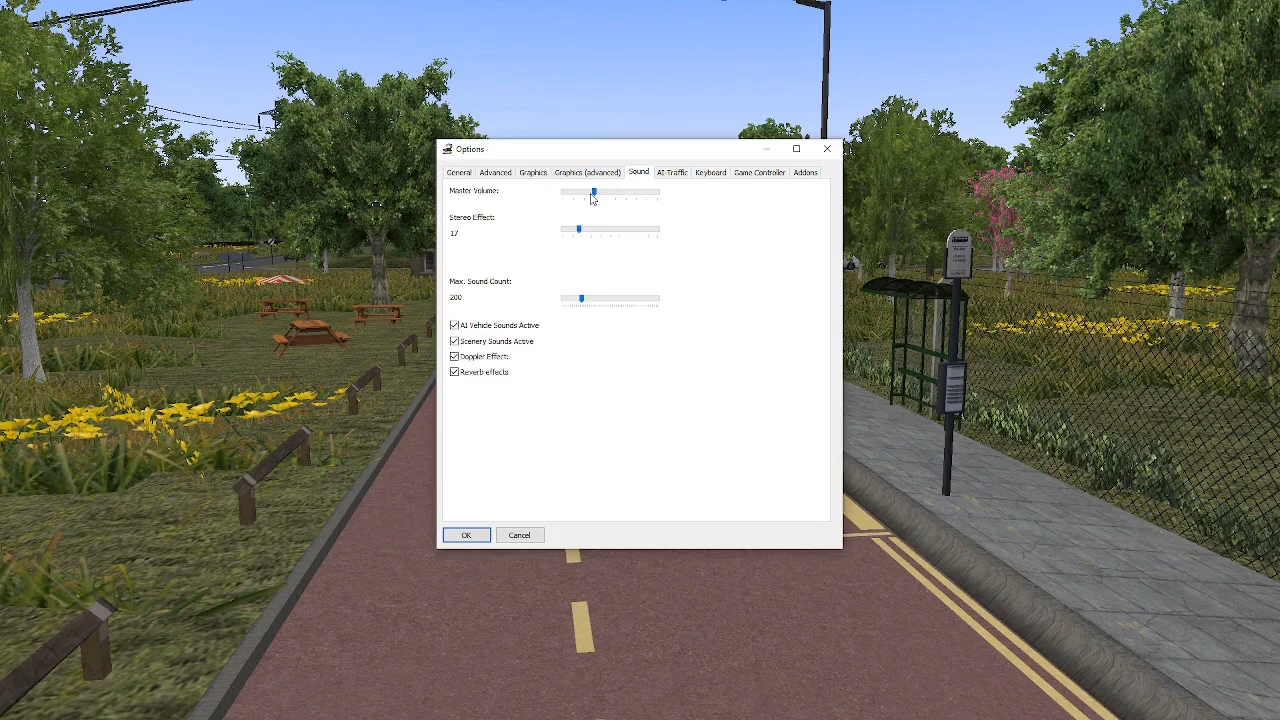 Options
General Advanced Graphics Graphics (advanced) Sound AI-Traffic Keyboard Game Controller Addons
Master Volume:
Stereo Effect:
17
Max. Sound Count:
200
AI Vehicle Sounds Active
Scenery Sounds Active
Doppler Effect:
Reverb effects
OK Cancel